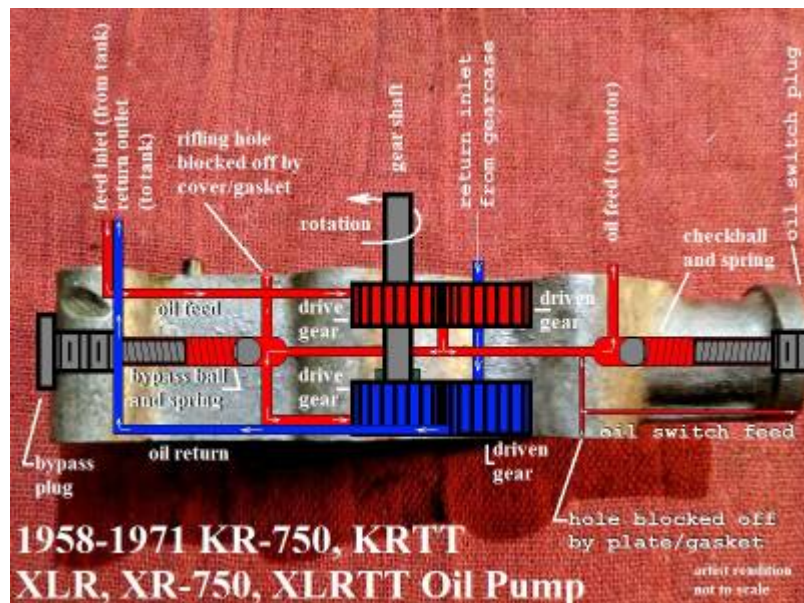 feed inlet (from tank)
return outlet
(to tank)
rifling hole
blocked off by
cover/gasket
gear shaft
return inlet
from gearcase
oil feed (to motor)
oil switch plug
rotation
checkball
and spring
oil feed
drive
gear
driven
gear
bypass ball
and spring
drive
gear
oil switch feed
bypass
plug
oil return
driven
gear
hole blocked off
by plate/gasket
1958-1971 KR-750, KRTT
XLR, XR-750, XLRTT Oil Pump
artist rendition
not to scale